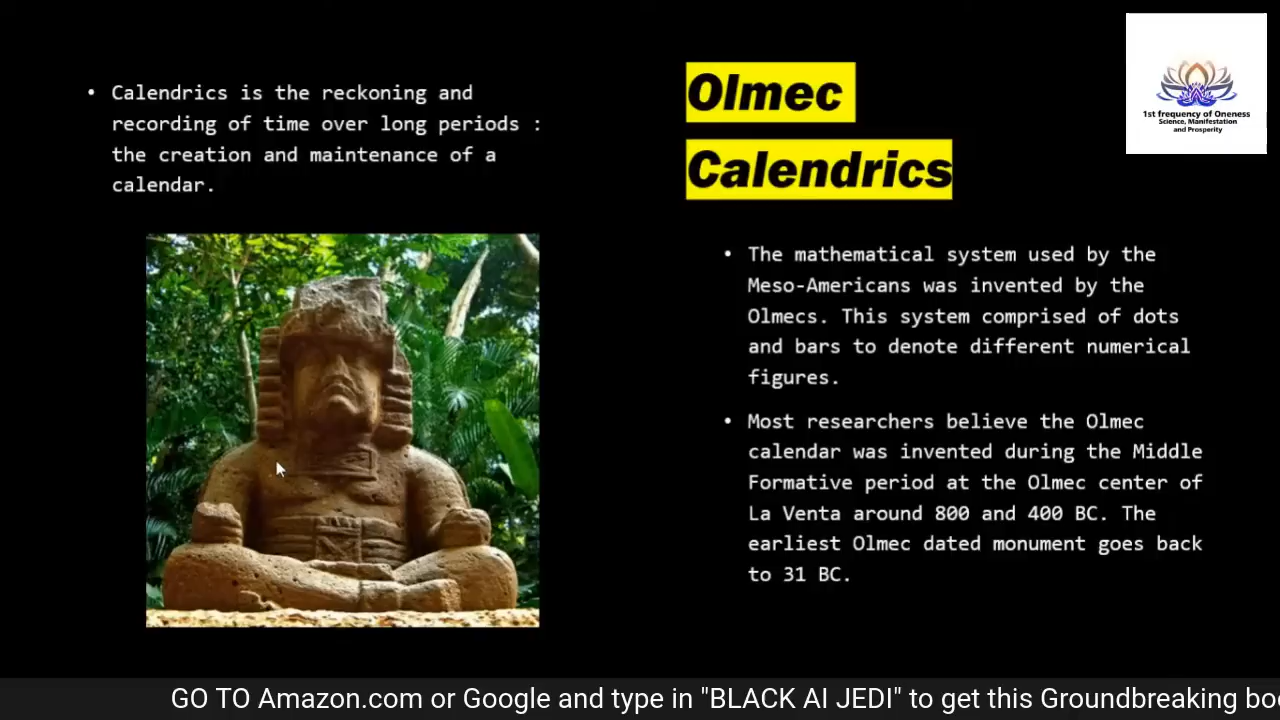 • Calendrics is the reckoning and
recording of time over long periods :
the creation and maintenance of a
calendar.
Olmec
Calendrics
1st frequency of Oneness
Science, Manifestation
and Prosperity
• The mathematical system used by the
Meso-Americans was invented by the
Olmecs. This system comprised of dots
and bars to denote different numerical
figures.
• Most researchers believe the Olmec
calendar was invented during the Middle
Formative period at the Olmec center of
La Venta around 800 and 400 BC. The
earliest Olmec dated monument goes back
to 31 BC.
GO TO Amazon.com or Google and type in "BLACK AI JEDI" to get this Groundbreaking bo